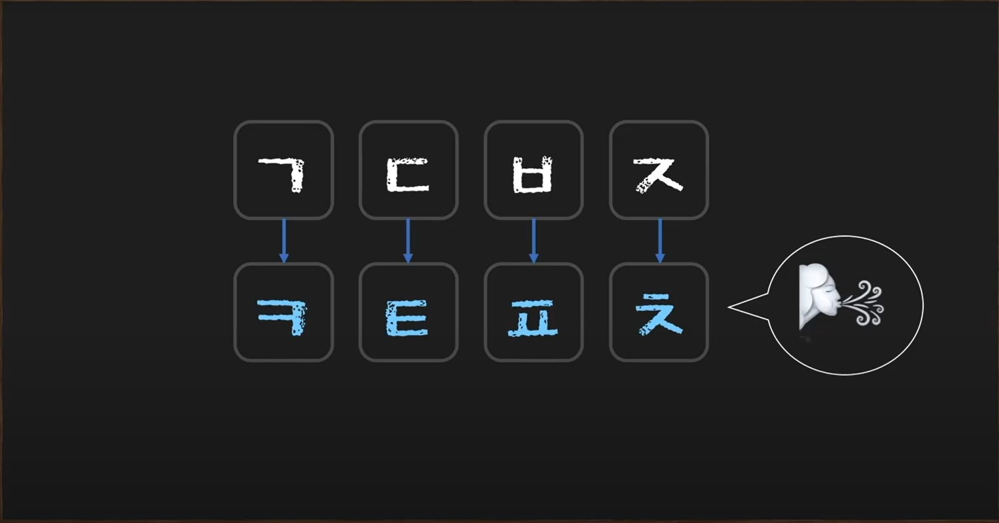 ㄱ ㄷ ㅂ ㅈ
ㅋ ㅌ ㅍ ㅊ